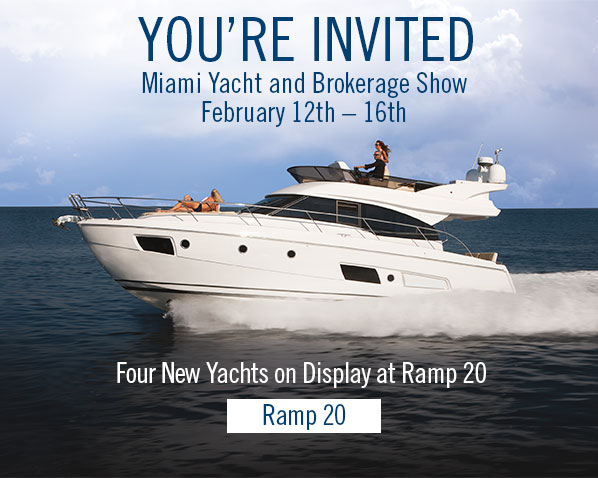 YOU'RE INVITED
Miami Yacht and Brokerage Show
February 12th – 16th
Four New Yachts on Display at Ramp 20
Ramp 20